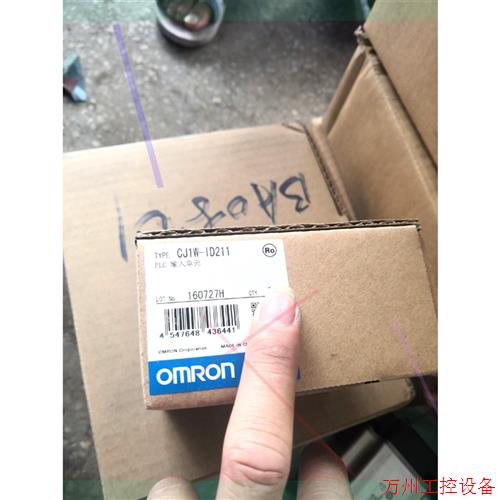 TYPE CJ1W-ID211
PLC 输入单元
Ro
LOT No 160727H QTY
4 547648 436441
OMRON Corporation MADE IN
OMRON
万州工控设备